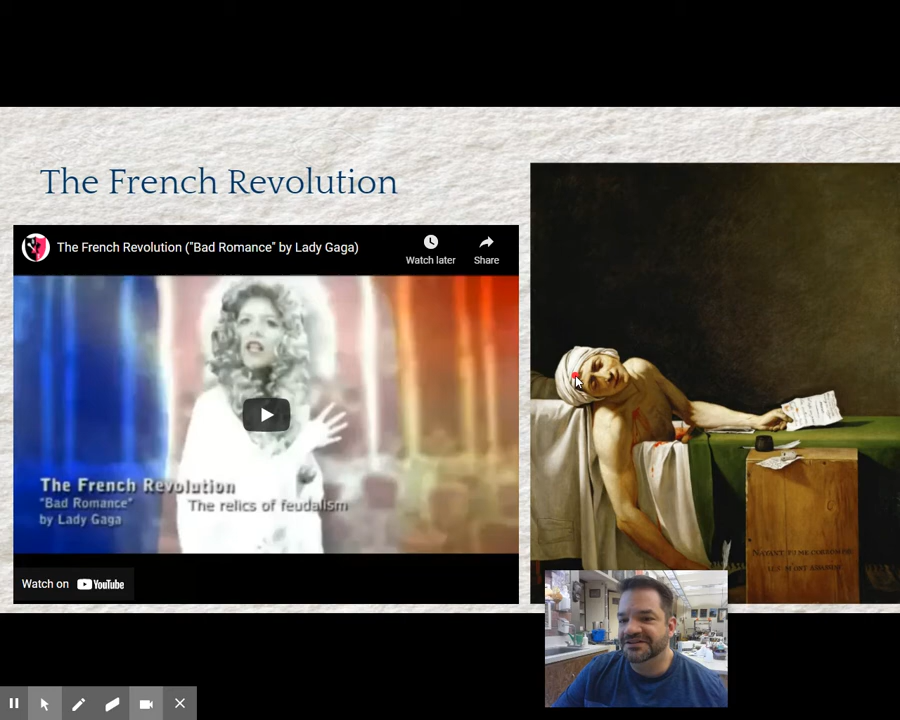 The French Revolution
The French Revolution ("Bad Romance" by Lady Gaga)
Watch later
Share
The French Revolution
"Bad Romance"
by Lady Gaga
The relics of feudalism
Watch on YouTube